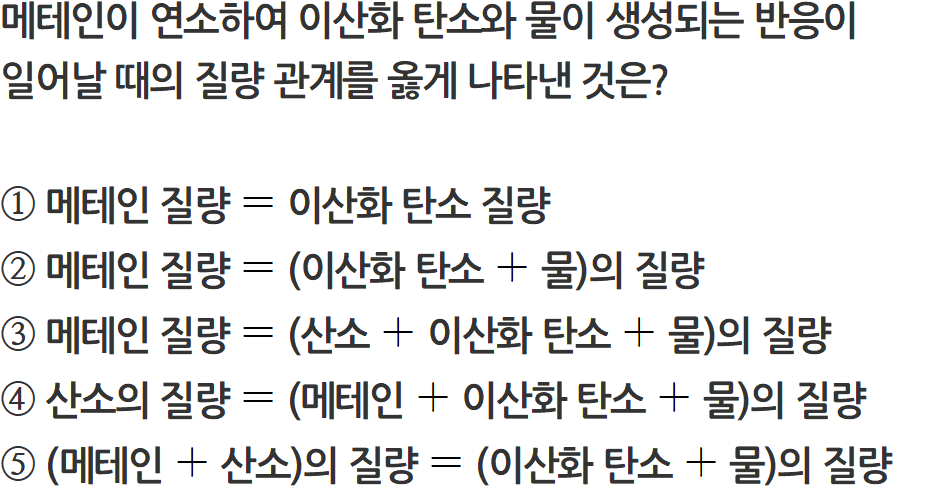 메테인이 연소하여 이산화 탄소와 물이 생성되는 반응이
일어날 때의 질량 관계를 옳게 나타낸 것은?
① 메테인 질량 = 이산화 탄소 질량
② 메테인 질량 = (이산화 탄소 + 물)의 질량
③ 메테인 질량 = (산소 + 이산화 탄소 + 물)의 질량
④ 산소의 질량 = (메테인 + 이산화 탄소 + 물)의 질량
⑤ (메테인 + 산소)의 질량 = (이산화 탄소 + 물)의 질량